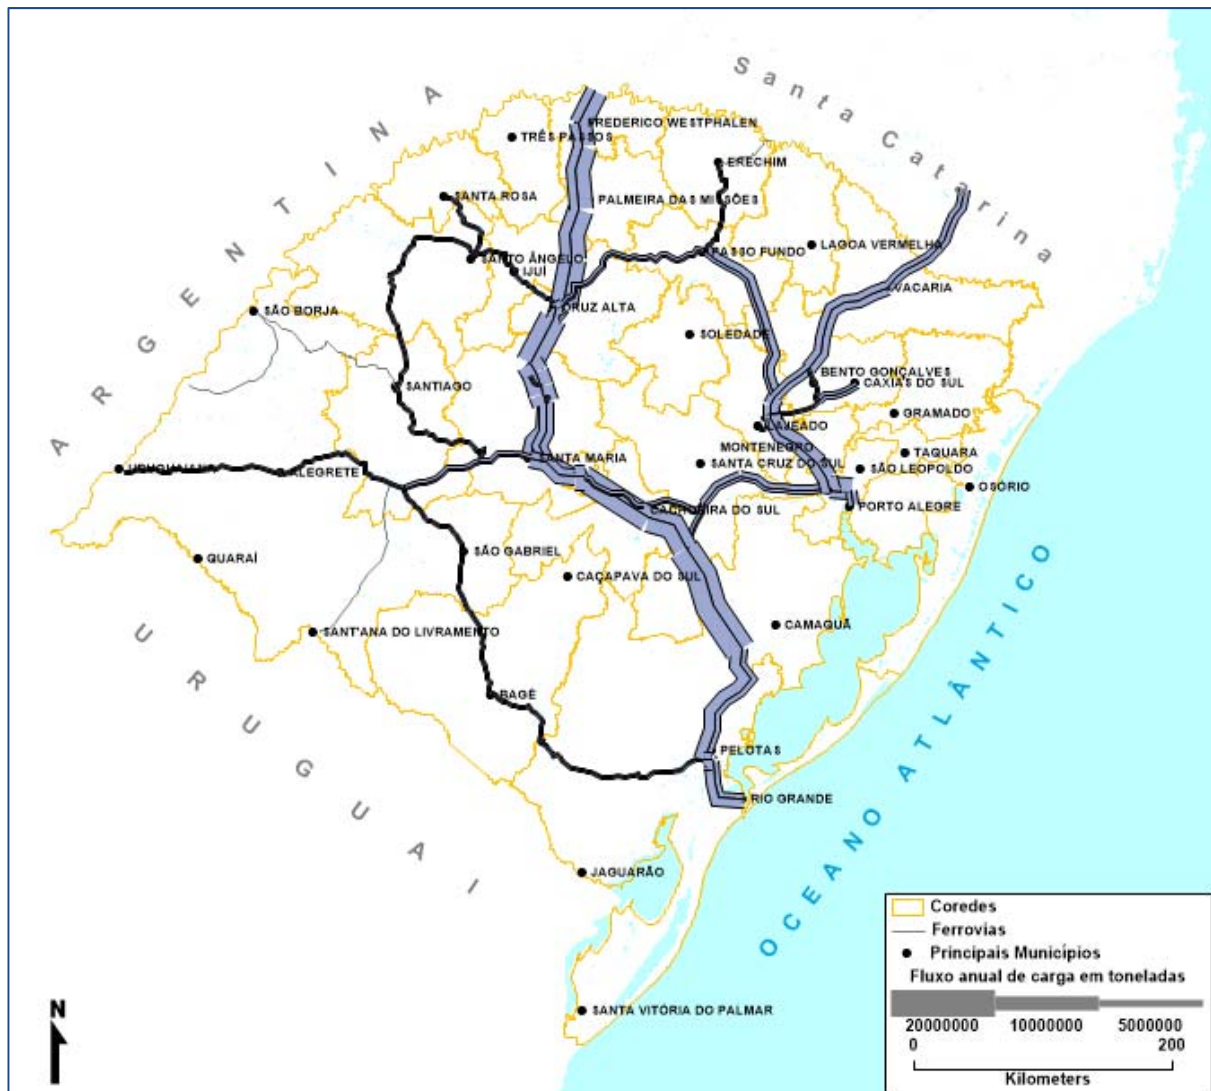 Santa Catarina
ARGENTINA
FREDERICO WESTPHALEN
TRÊS PASSOS
ERECHIM
SANTA ROSA
PALMEIRA DAS MISSÕES
PASSO FUNDO
LAGOA VERMELHA
SANTO ÂNGELO
IJUÍ
VACARIA
SÃO BORJA
CRUZ ALTA
SOLEDADE
BENTO GONÇALVES
SANTIAGO
CAXIAS DO SUL
GRAMADO
LAJEADO
MONTENEGRO
TAQUARA
URUGUAIANA
ALEGRETE
SANTA MARIA
SANTA CRUZ DO SUL
SÃO LEOPOLDO
OSÓRIO
CACHOEIRA DO SUL
PORTO ALEGRE
QUARAÍ
SÃO GABRIEL
CAÇAPAVA DO SUL
SANT'ANA DO LIVRAMENTO
CAMAQUÃ
URUGUAI
BAGÉ
PELOTAS
RIO GRANDE
OCEANO ATLÂNTICO
JAGUARÃO
SANTA VITÓRIA DO PALMAR
N
Coredes
Ferrovias
Principais Municípios
Fluxo anual de carga em toneladas
20000000 10000000 5000000
0 200
Kilometers